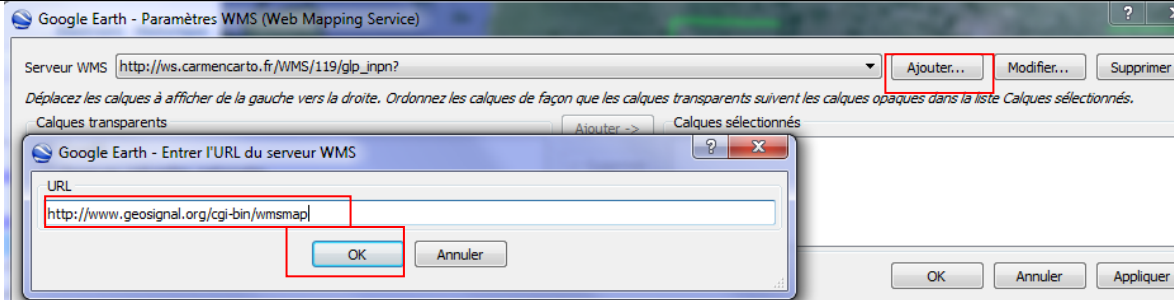 Google Earth - Paramètres WMS (Web Mapping Service)
?
Serveur WMS http://ws.carmencarto.fr/WMS/119/glp_inpn? Ajouter... Modifier... Supprimer
Déplacez les calques à afficher de la gauche vers la droite. Ordonnez les calques de façon que les calques transparents suivent les calques opaques dans la liste Calques sélectionnés.
Calques transparents Ajouter -> Calques sélectionnés
Google Earth - Entrer l'URL du serveur WMS ? X
URL
http://www.geosignal.org/cgi-bin/wmsmap
OK Annuler
OK Annuler Appliquer